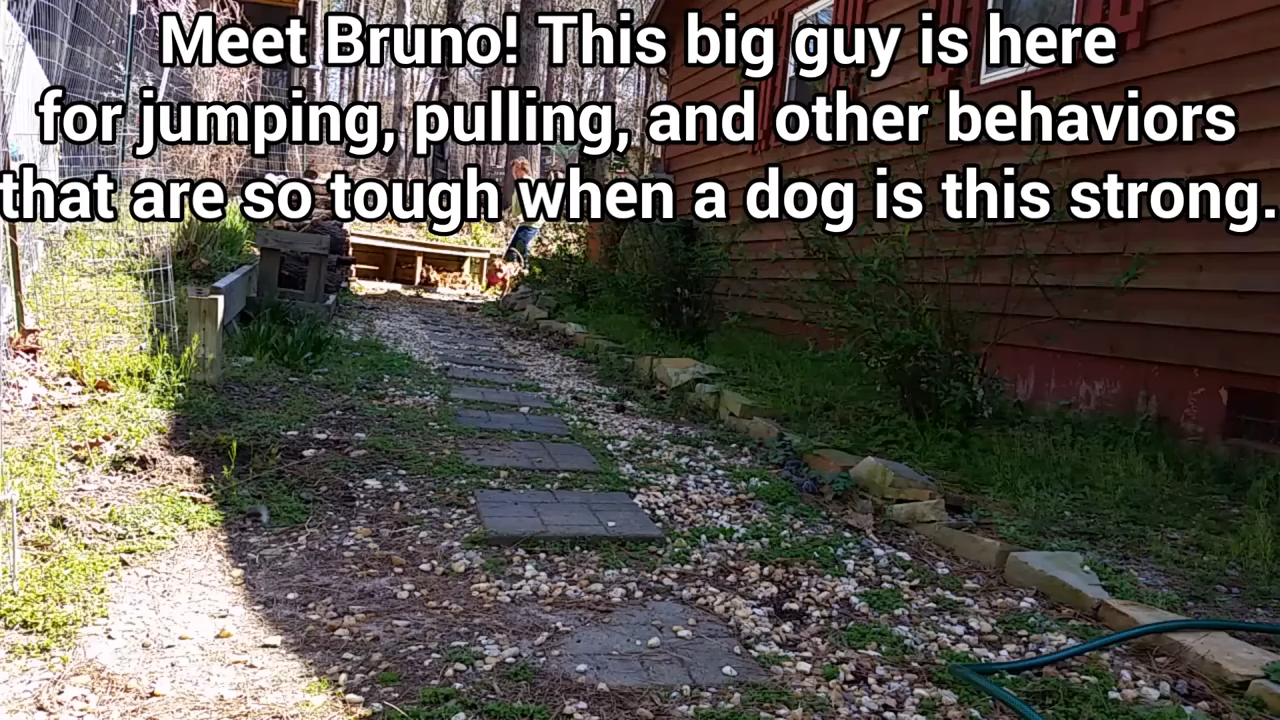 Meet Bruno! This big guy is here
for jumping, pulling, and other behaviors
that are so tough when a dog is this strong.